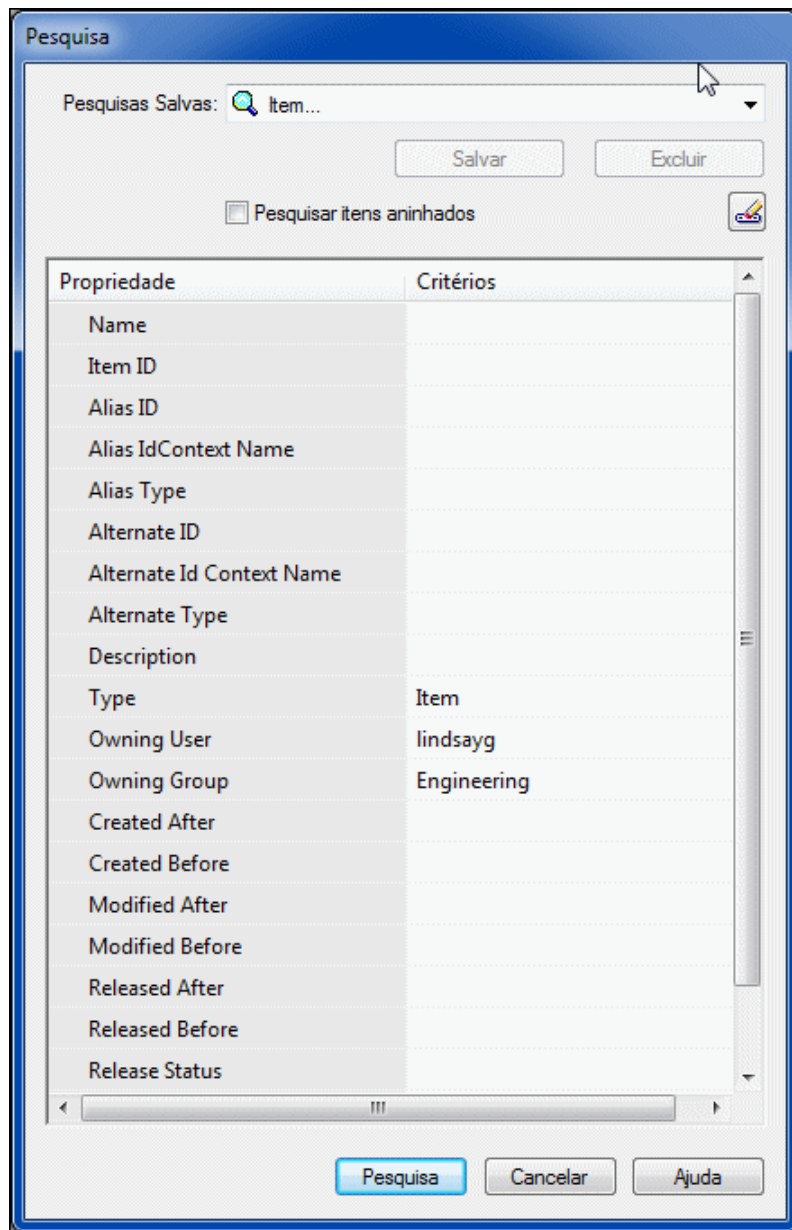 Pesquisa
Pesquisas Salvas: Item...
Salvar Excluir
Pesquisar itens aninhados
Propriedade Critérios
Name
Item ID
Alias ID
Alias IdContext Name
Alias Type
Alternate ID
Alternate Id Context Name
Alternate Type
Description
Type Item
Owning User lindsayg
Owning Group Engineering
Created After
Created Before
Modified After
Modified Before
Released After
Released Before
Release Status
Pesquisa Cancelar Ajuda